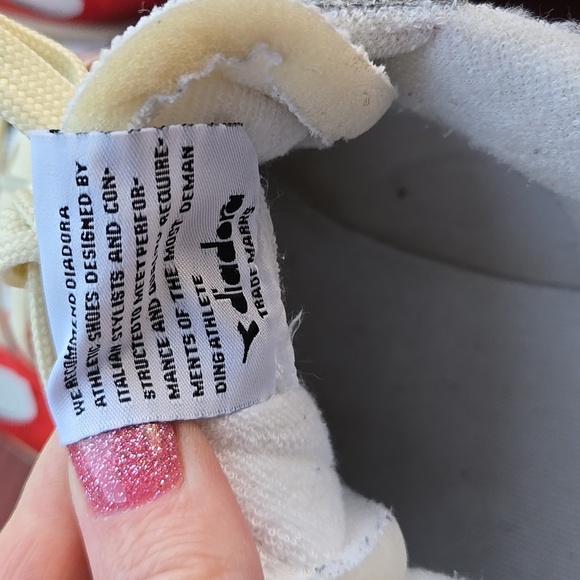 WE RECOMMEND DIADORA
ATHLETIC SHOES DESIGNED BY
ITALIAN STYLISTS AND CON-
STRUCTED TO MEET PERFOR-
MANCE AND REQUIRE-
MENTS OF THE MOST DEMAN
DING ATHLETE
diadora
TRADE MARK